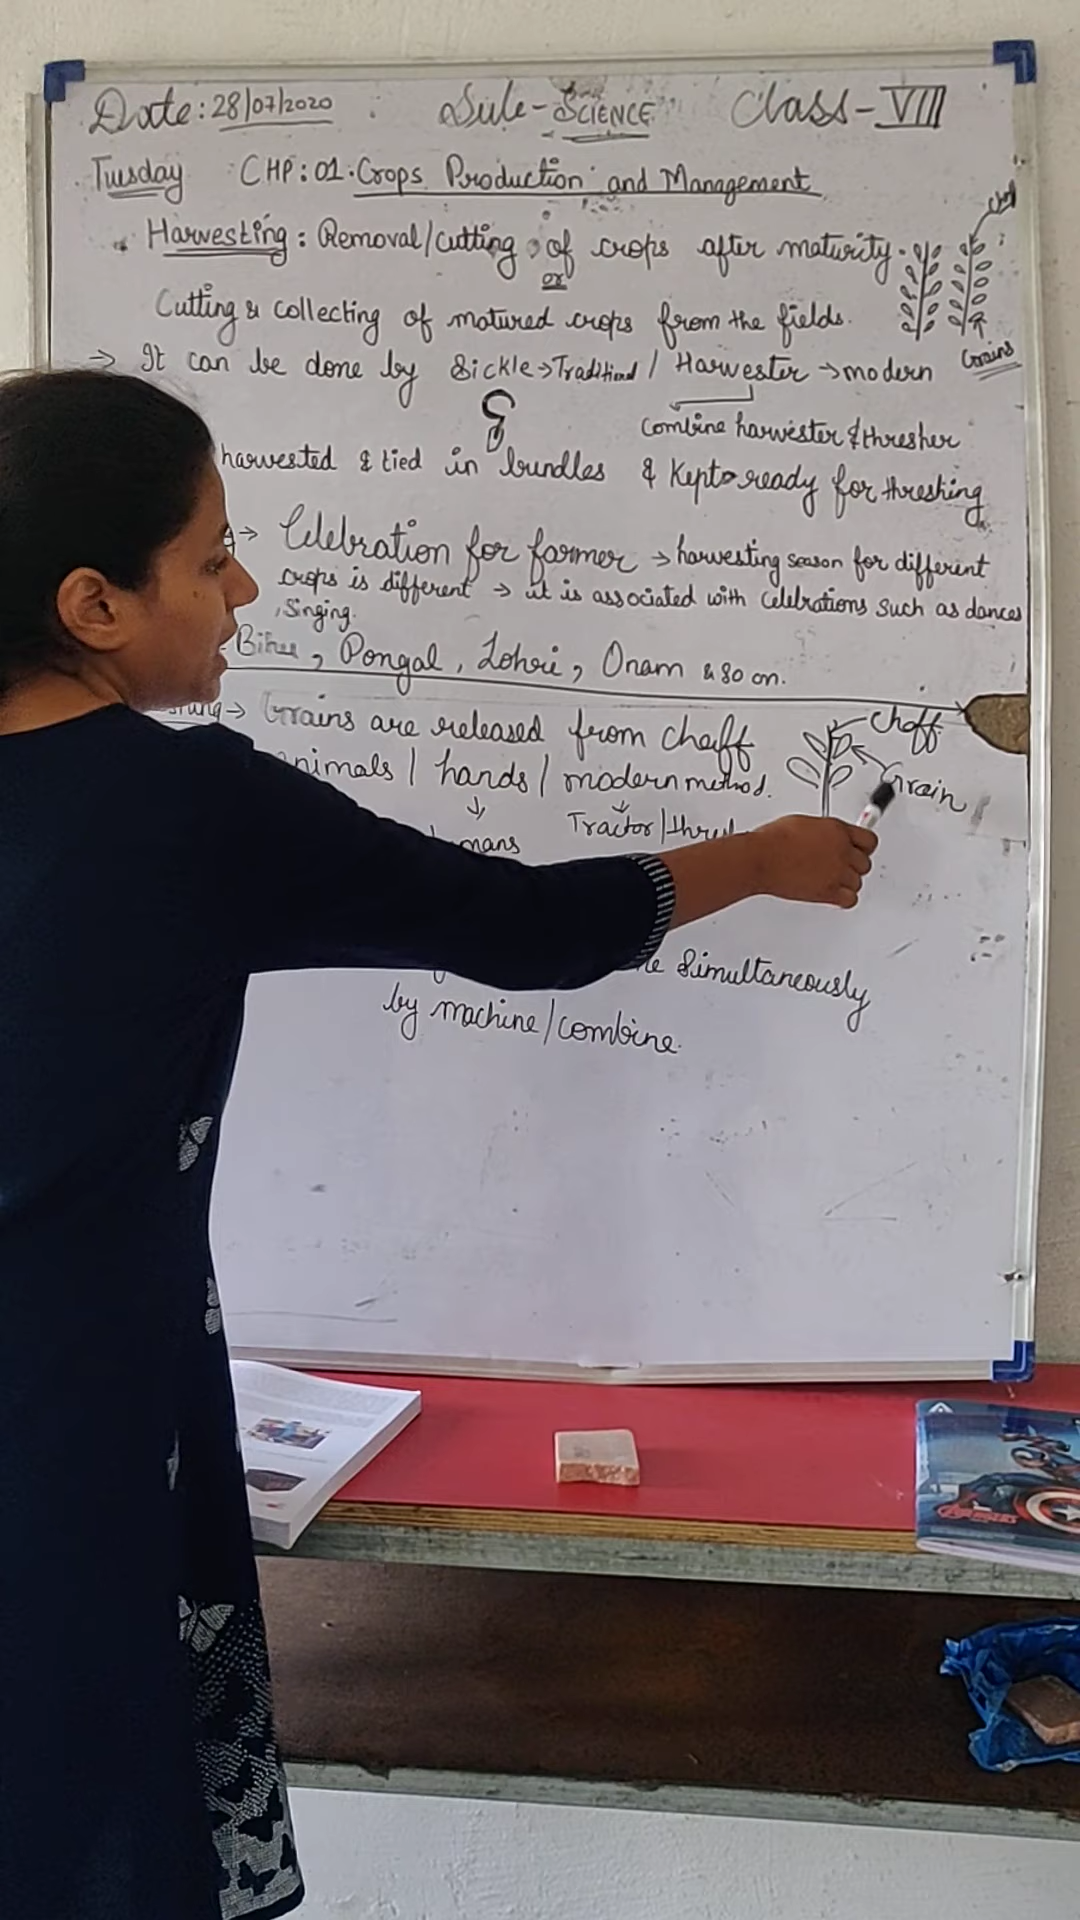 Date: 28/07/2020 Sub:- SCIENCE Class - VIII
Tuesday CHP: 01. Crops Production and Management
Harvesting: Removal/cutting of crops after maturity.
or
Cutting & collecting of matured crops from the fields.
Grains
→ It can be done by Sickle → Traditional / Harvester → modern
Combine harvester & thresher
harvested & tied in bundles & Kept ready for threshing
→ Celebration for farmer → harvesting season for different
crops is different → it is associated with Celebrations such as dances
, Singing.
Bihu, Pongal, Lohri, Onam & so on.
→ Grains are released from chaff
chaff
animals / hands / modern method.
Grain
Tractor/
Simultaneously
by machine/combine.
AVENGERS